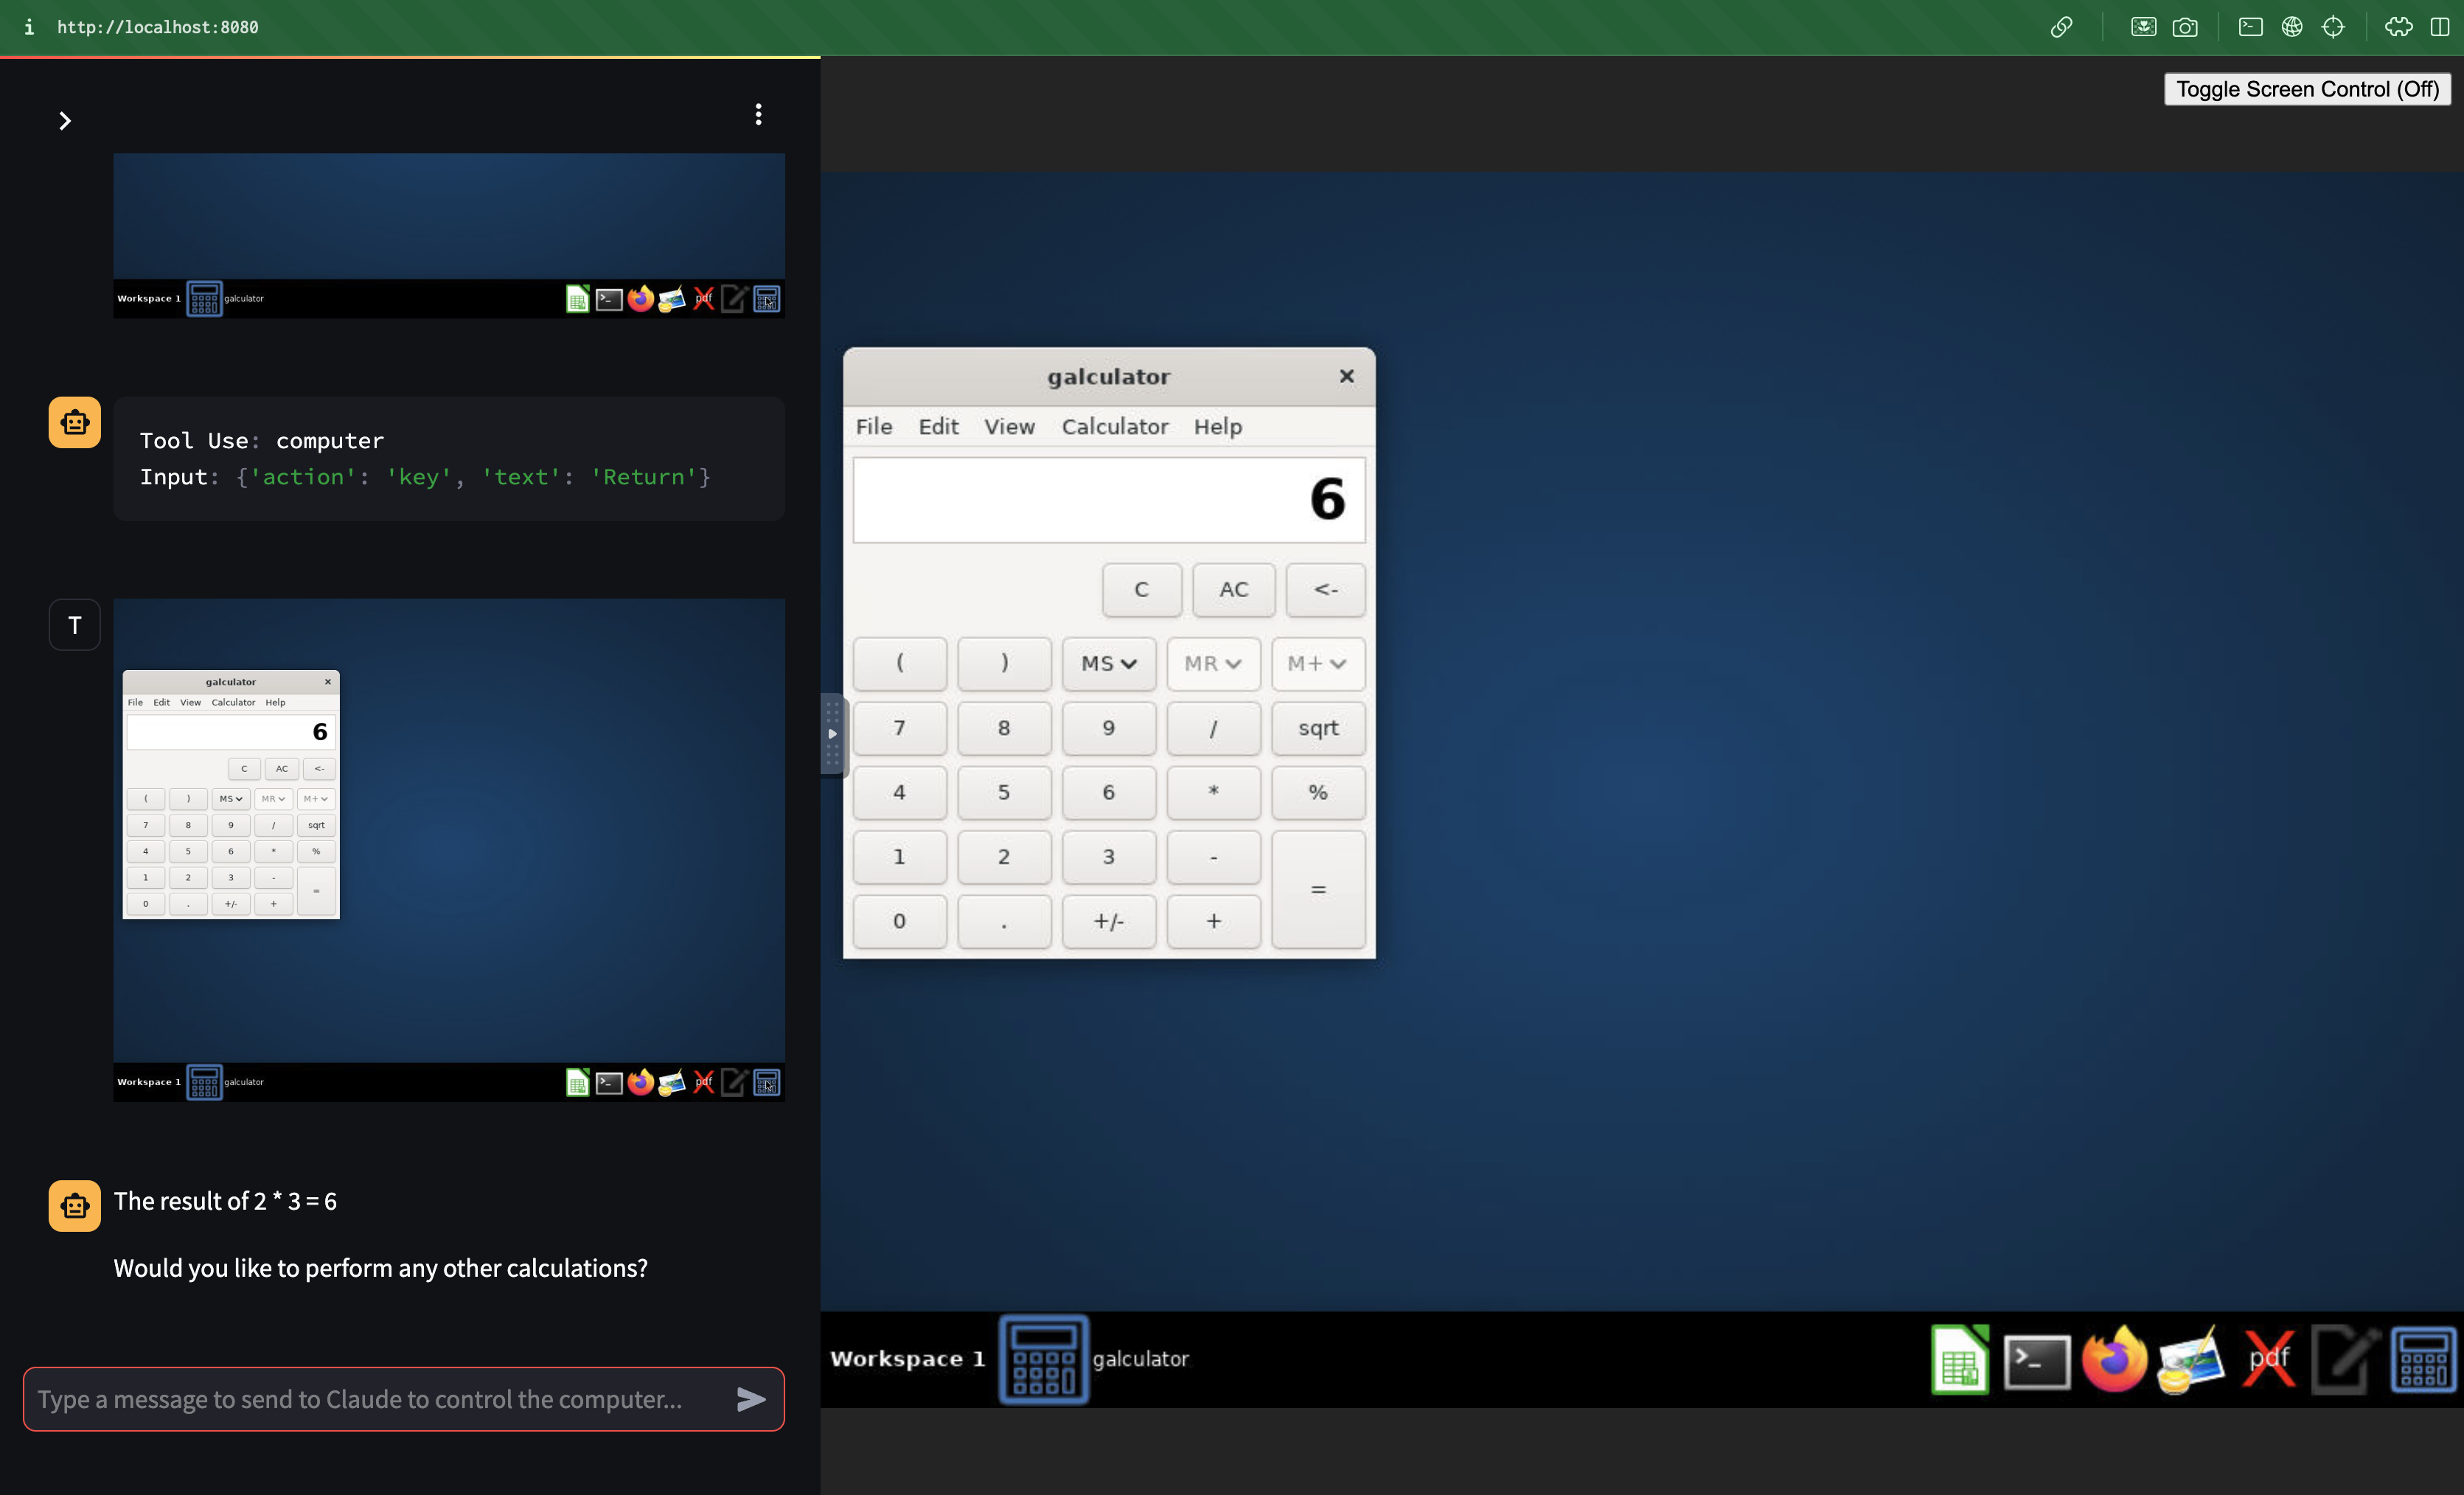 http://localhost:8080
Workspace 1 galculator pdf
Tool Use: computer
Input: {'action': 'key', 'text': 'Return'}
T
galculator
File Edit View Calculator Help
6
C AC <-
( ) MS MR M+
7 8 9 / sqrt
4 5 6 * %
1 2 3 -
=
0 . +/- +
Workspace 1 galculator pdf
The result of 2 * 3 = 6
Would you like to perform any other calculations?
Type a message to send to Claude to control the computer...
Toggle Screen Control (Off)
galculator
File Edit View Calculator Help
6
C AC <-
( ) MS MR M+
7 8 9 / sqrt
4 5 6 * %
1 2 3 -
=
0 . +/- +
Workspace 1 galculator pdf